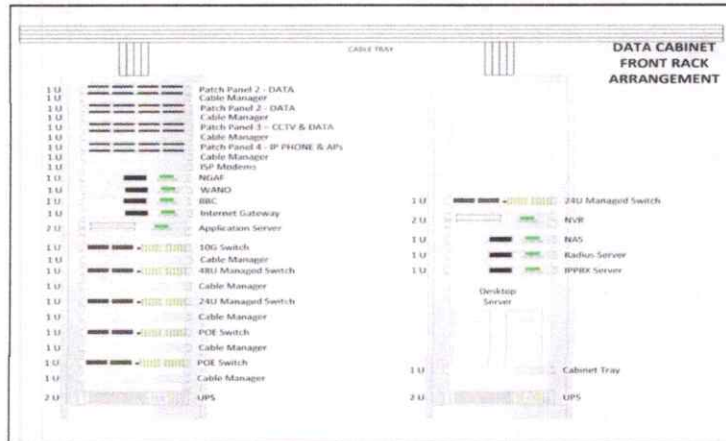 CABLE TRAY
DATA CABINET
FRONT RACK
ARRANGEMENT
1 U Patch Panel 2 - DATA
1 U Cable Manager
1 U Patch Panel 2 - DATA
1 U Cable Manager
1 U Patch Panel 3 - CCTV & DATA
1 U Cable Manager
1 U Patch Panel 4 - IP PHONE & APs
1 U Cable Manager
1 U ISP Modems
1 U NGAF
1 U WANO
1 U BBC
1 U Internet Gateway
2 U Application Server
1 U 10G Switch
1 U Cable Manager
1 U 48U Managed Switch
1 U Cable Manager
1 U 24U Managed Switch
1 U Cable Manager
1 U POE Switch
1 U Cable Manager
1 U POE Switch
1 U Cable Manager
2 U UPS
1 U 24U Managed Switch
2 U NVR
1 U NAS
1 U Radius Server
1 U IPPBX Server
Desktop
Server
1 U Cabinet Tray
2 U UPS